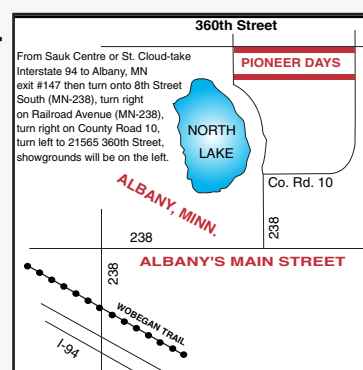 360th Street
From Sauk Centre or St. Cloud-take
Interstate 94 to Albany, MN
exit #147 then turn onto 8th Street
South (MN-238), turn right
on Railroad Avenue (MN-238),
turn right on County Road 10,
turn left to 21565 360th Street,
showgrounds will be on the left.
PIONEER DAYS
NORTH
LAKE
Co. Rd. 10
ALBANY, MINN.
238
238
ALBANY'S MAIN STREET
238
WOBEGAN TRAIL
I-94